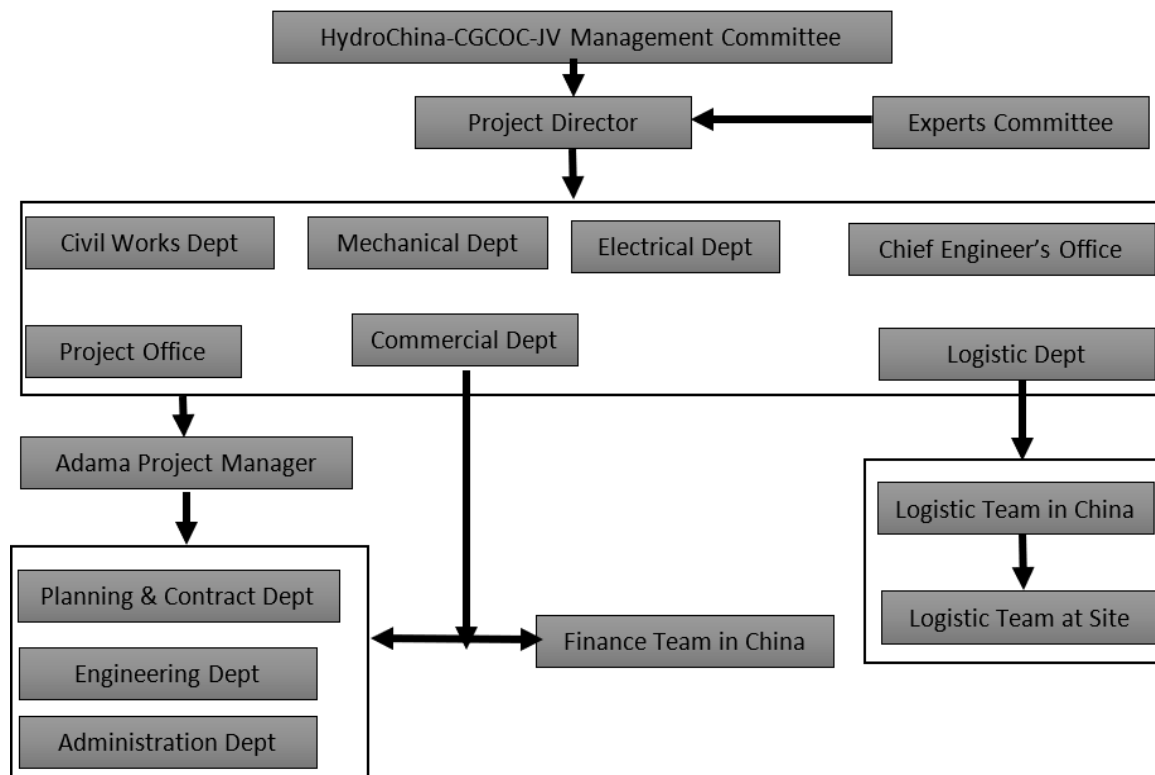 HydroChina-CGCOC-JV Management Committee
Project Director
Experts Committee
Civil Works Dept
Mechanical Dept
Electrical Dept
Chief Engineer’s Office
Project Office
Commercial Dept
Logistic Dept
Adama Project Manager
Logistic Team in China
Planning & Contract Dept
Logistic Team at Site
Finance Team in China
Engineering Dept
Administration Dept